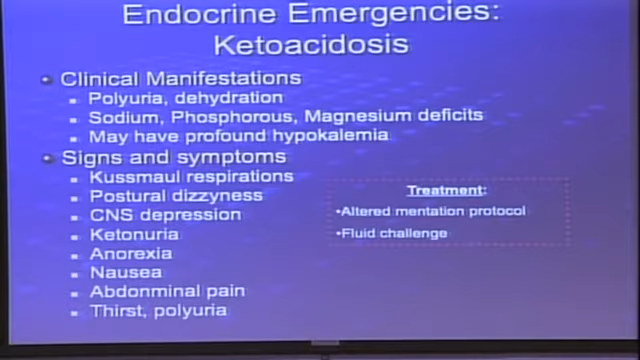 Endocrine Emergencies:
Ketoacidosis
Clinical Manifestations
Polyuria, dehydration
Sodium, Phosphorous, Magnesium deficits
May have profound hypokalemia
Signs and symptoms
Kussmaul respirations
Postural dizzyness
CNS depression
Ketonuria
Anorexia
Nausea
Abdonminal pain
Thirst, polyuria
Treatment:
•Altered mentation protocol
•Fluid challenge